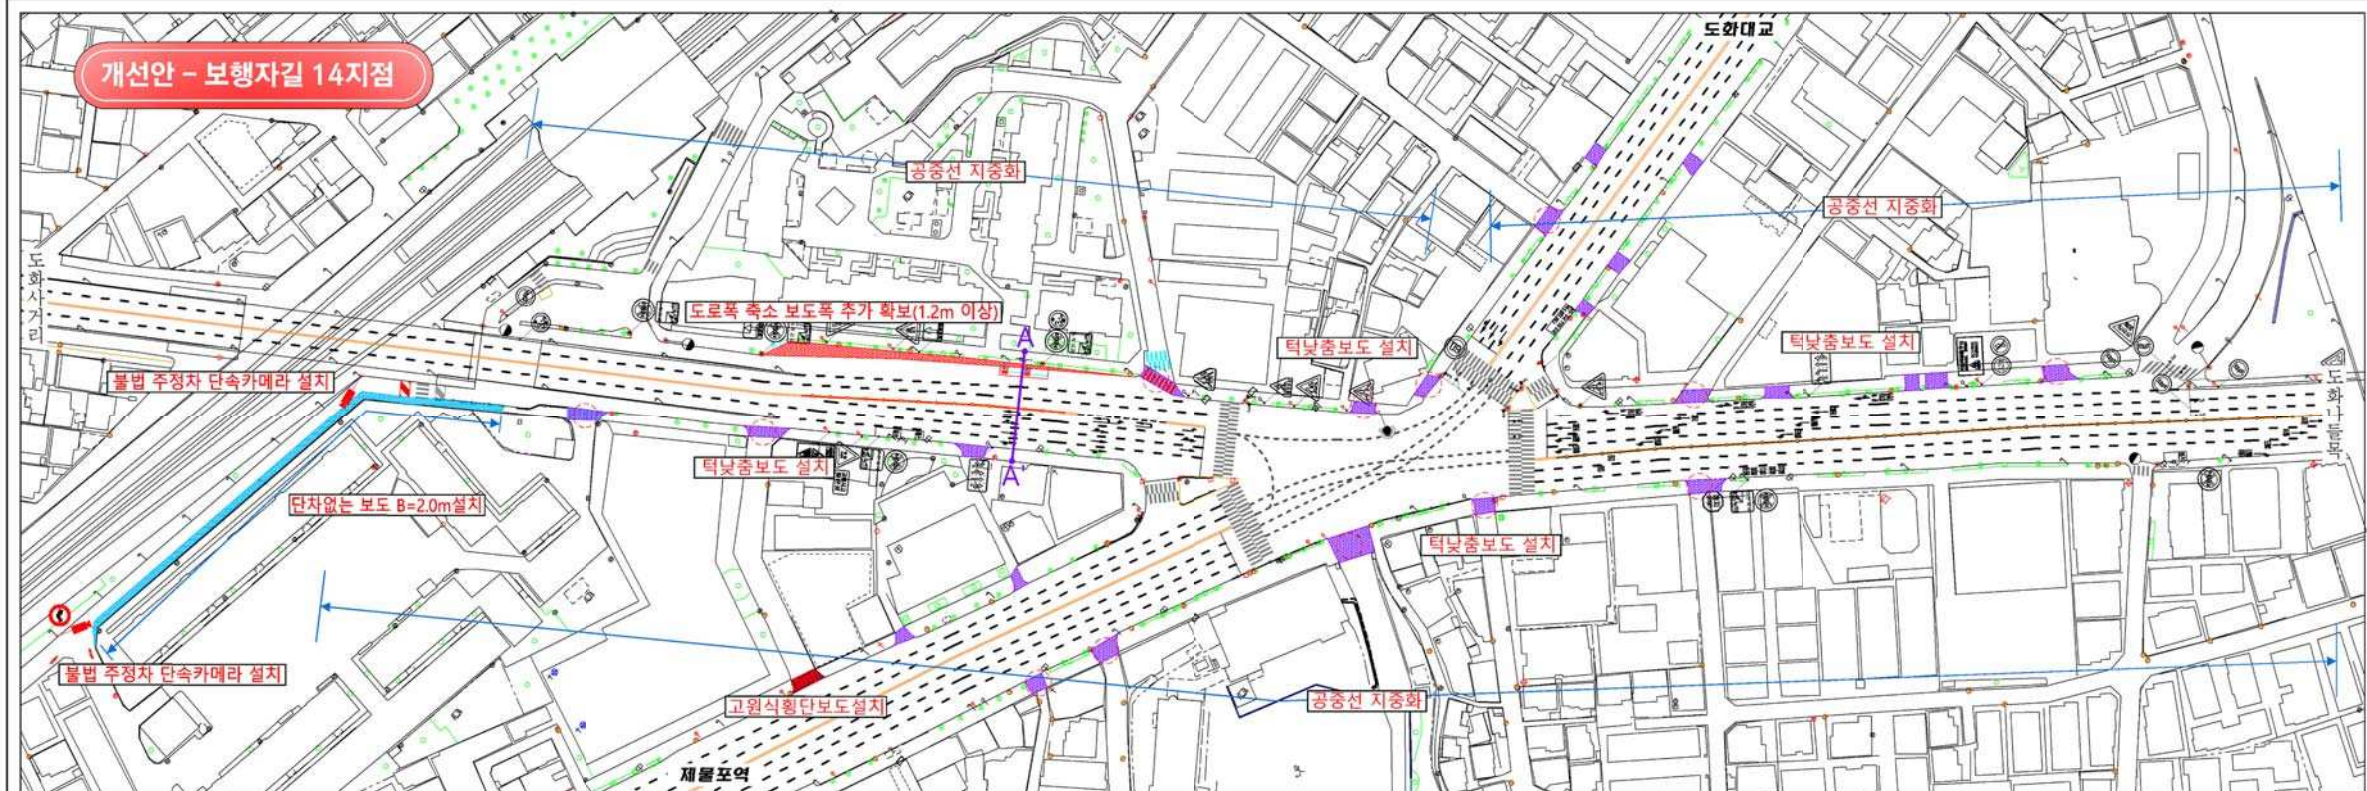 도화대교
개선안 - 보행자길 14지점
공중선 지중화
공중선 지중화
도화사거리
도로폭 축소 보도폭 추가 확보(1.2m 이상)
A
턱낮춤보도 설치
턱낮춤보도 설치
불법 주정차 단속카메라 설치
도화나들목
턱낮춤보도 설치
A'
단차없는 보도 B=2.0m설치
턱낮춤보도 설치
불법 주정차 단속카메라 설치
고원식횡단보도설치
공중선 지중화
제물포역